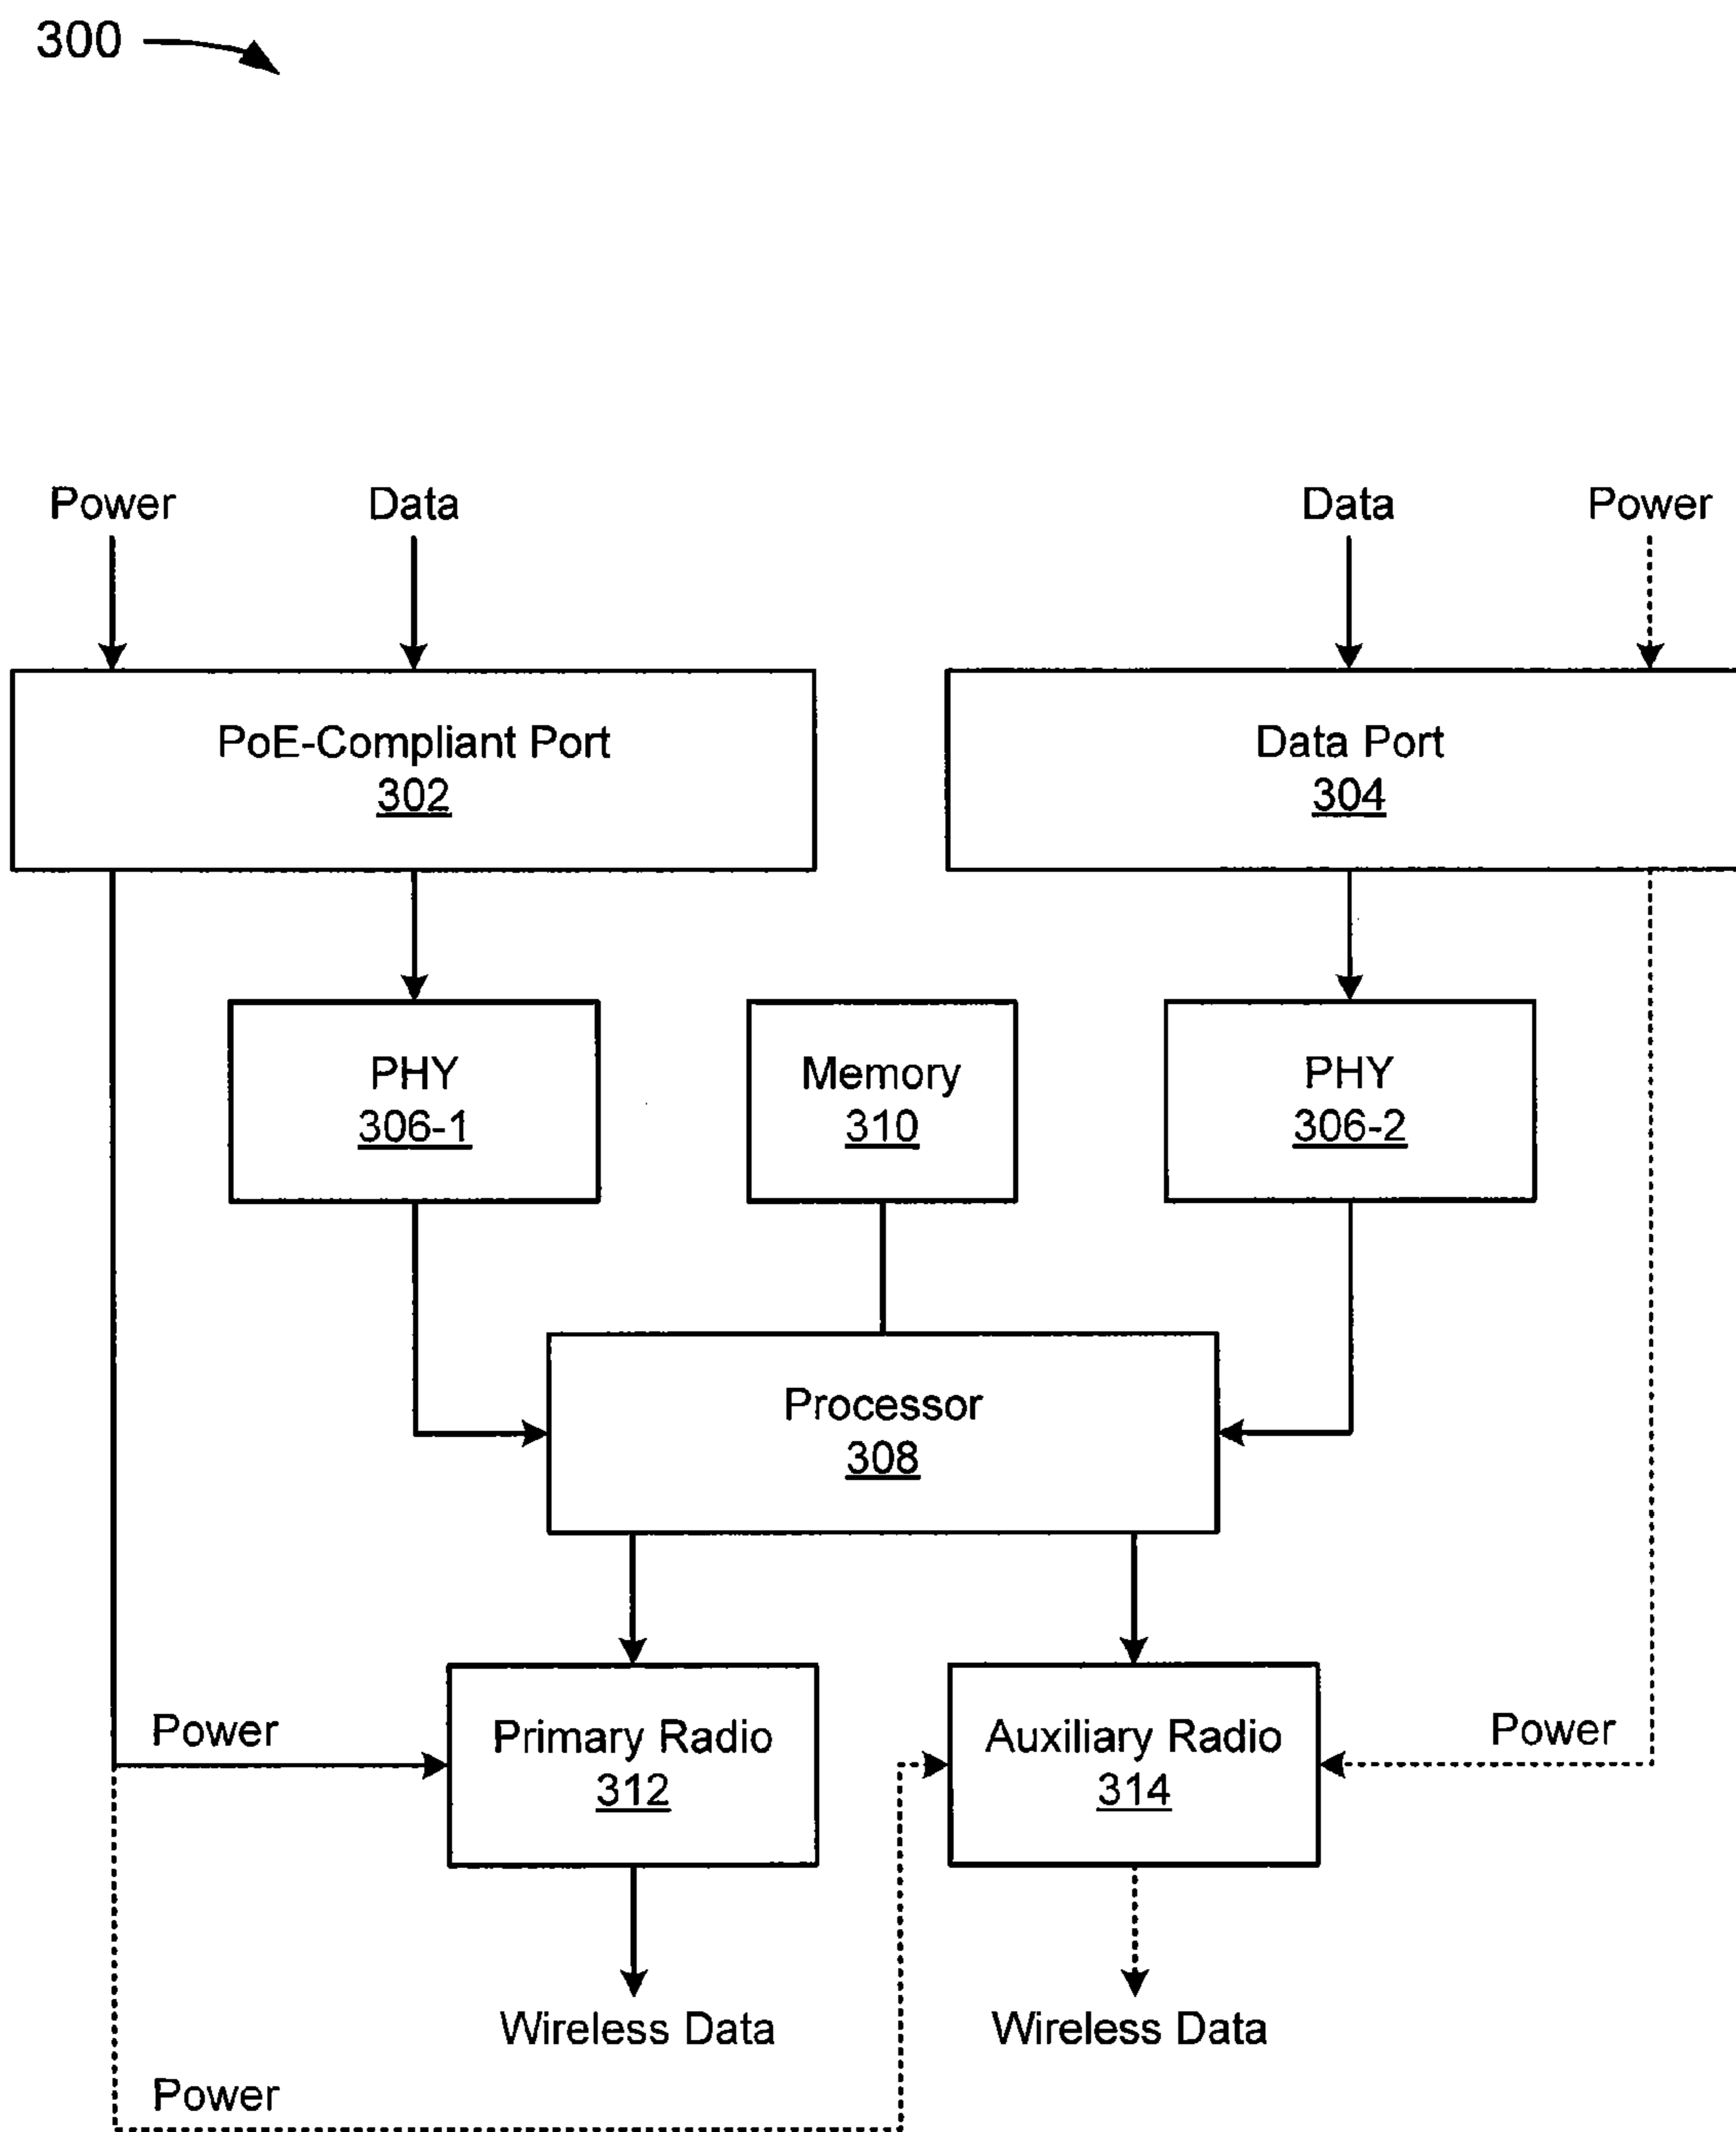 300
Power Data Data Power
PoE-Compliant Port Data Port
302 304
PHY Memory PHY
306-1 310 306-2
Processor
308
Power Primary Radio Auxiliary Radio Power
312 314
Wireless Data Wireless Data
Power